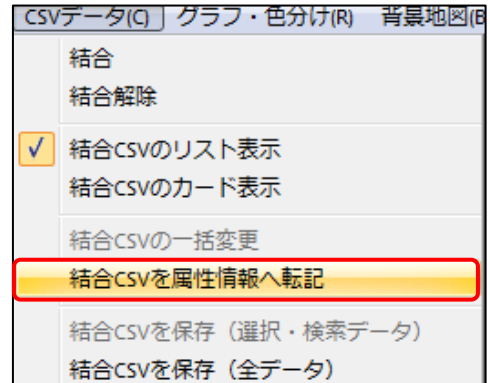 CSVデータ(C) グラフ・色分け(R) 背景地図(B
結合
結合解除
√ 結合CSVのリスト表示
結合CSVのカード表示
結合CSVの一括変更
結合CSVを属性情報へ転記
結合CSVを保存（選択・検索データ）
結合CSVを保存（全データ）